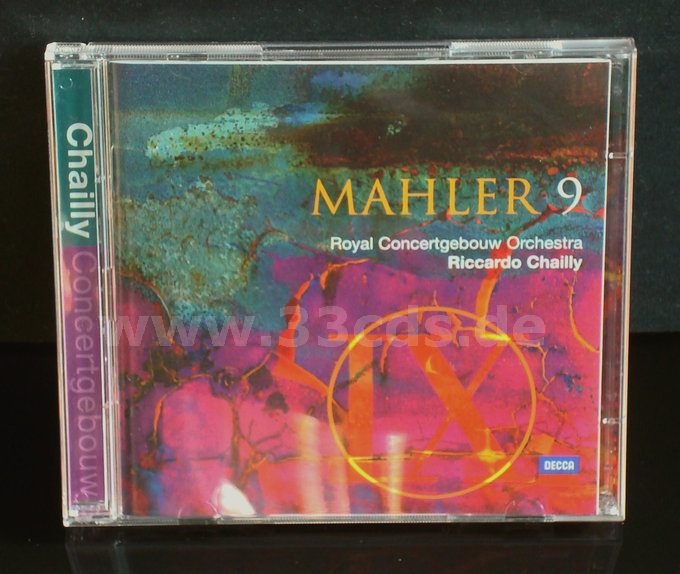 Chailly Concertgebouw
MAHLER 9
Royal Concertgebouw Orchestra
Riccardo Chailly
www.33cds.de
IX
DECCA